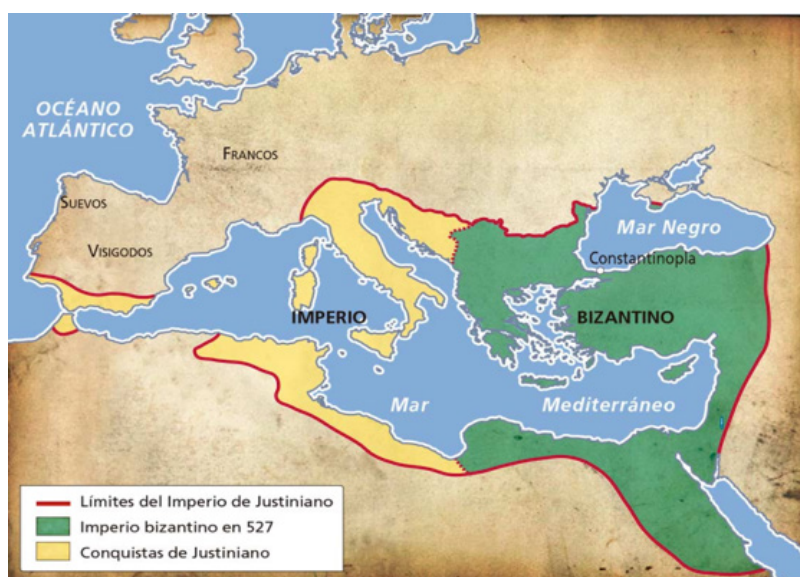 OCÉANO
ATLÁNTICO
FRANCOS
SUEVOS
VISIGODOS
Mar Negro
Constantinopla
IMPERIO
BIZANTINO
Mar
Mediterráneo
Límites del Imperio de Justiniano
Imperio bizantino en 527
Conquistas de Justiniano